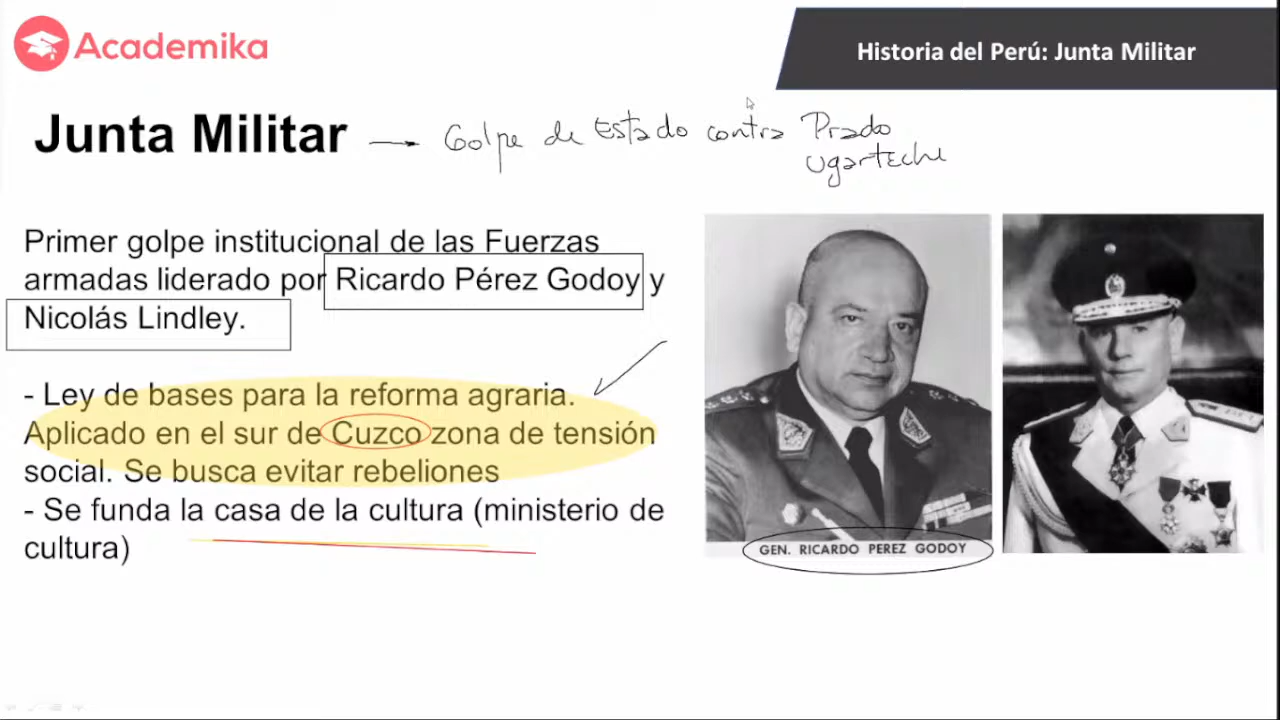 Academika
Historia del Perú: Junta Militar
Junta Militar
Golpe de Estado contra Prado
Ugarteche
Primer golpe institucional de las Fuerzas
armadas liderado por Ricardo Pérez Godoy y
Nicolás Lindley.
- Ley de bases para la reforma agraria.
Aplicado en el sur de Cuzco zona de tensión
social. Se busca evitar rebeliones
- Se funda la casa de la cultura (ministerio de
cultura)
GEN. RICARDO PEREZ GODOY